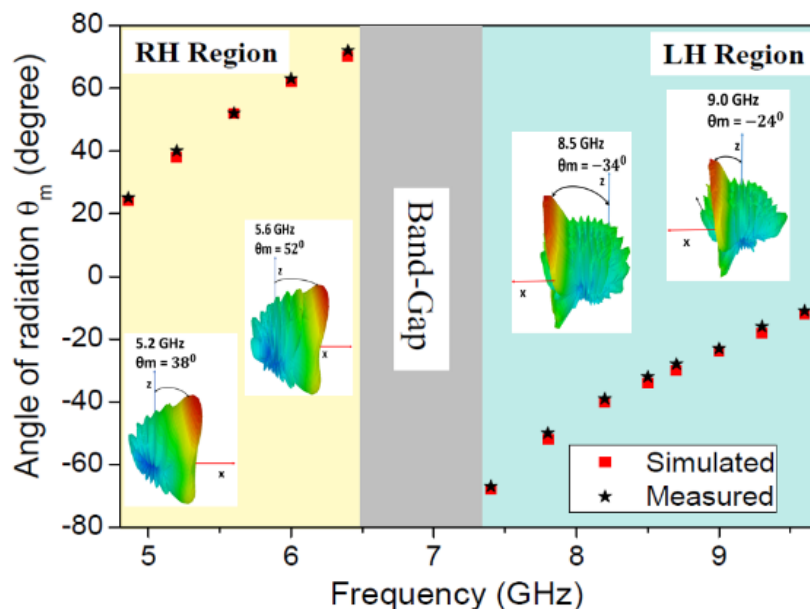 80
60
40
20
0
-20
-40
-60
-80
Angle of radiation θm (degree)
RH Region
LH Region
Band-Gap
5.2 GHz
θm = 38⁰
z
x
5.6 GHz
θm = 52⁰
z
x
8.5 GHz
θm = −34⁰
z
x
9.0 GHz
θm = −24⁰
z
x
Simulated
Measured
5 6 7 8 9
Frequency (GHz)